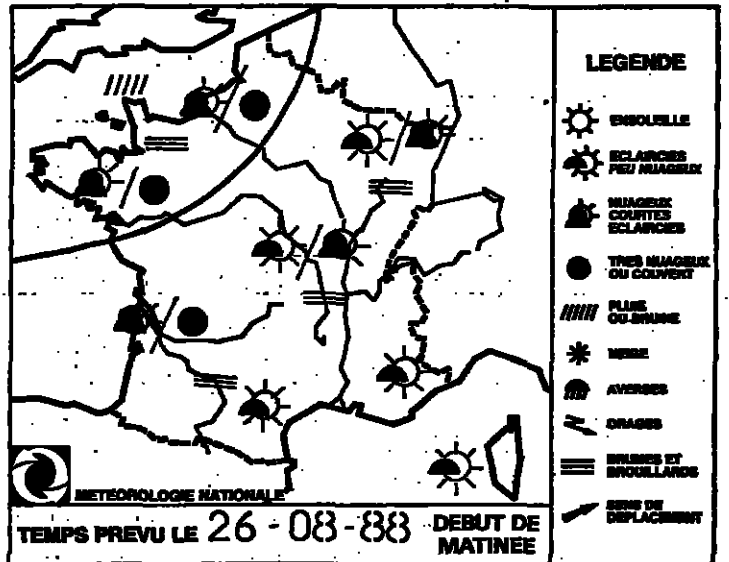 METEOROLOGIE NATIONALE
TEMPS PREVU LE 26-08-88 DEBUT DE
MATINEE
LEGENDE
ENSOLEILLE
ECLAIRCIES
PEU NUAGEUX
NUAGEUX
COURTES
ECLAIRCIES
TRES NUAGEUX
OU COUVERT
PLUIE
OU BRUINE
NEIGE
AVERSES
ORAGES
BRUMES ET
BROUILLARDS
SENS DE
DEPLACEMENT